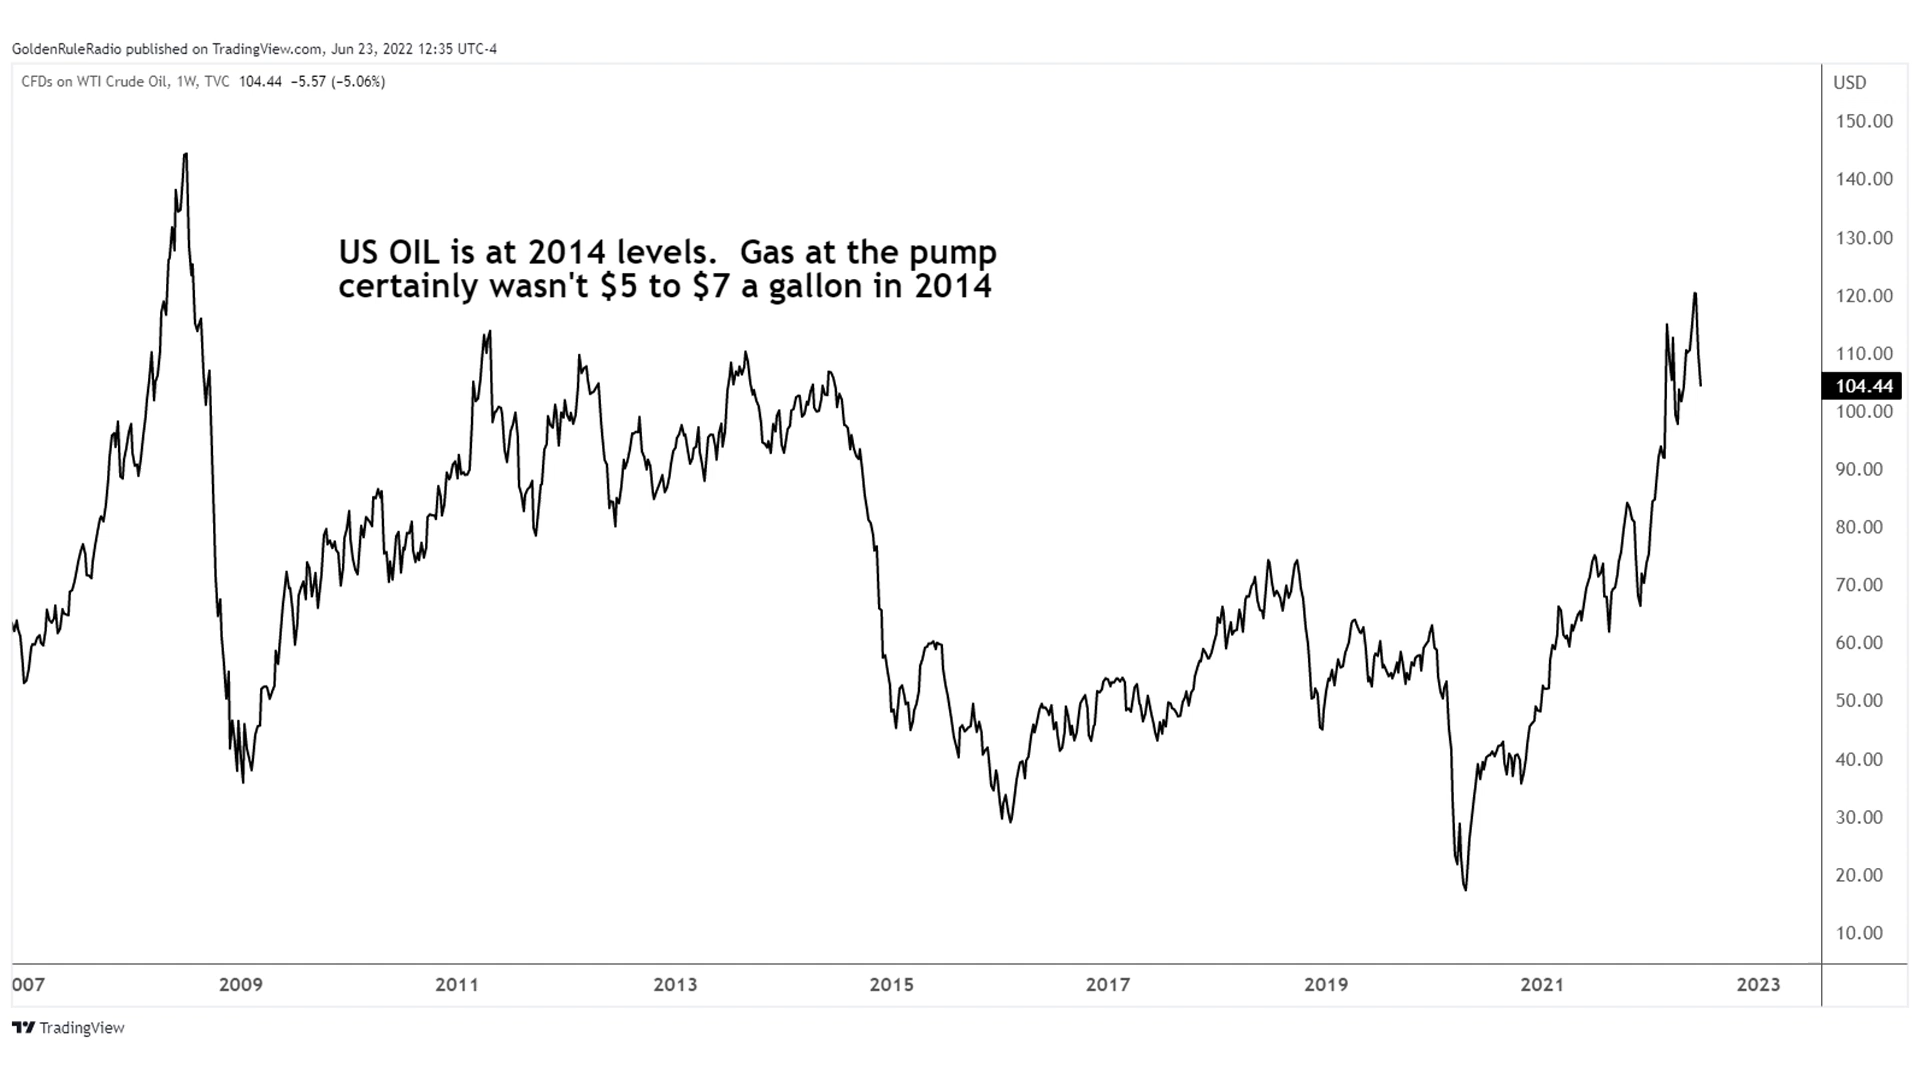 GoldenRuleRadio published on TradingView.com, Jun 23, 2022 12:35 UTC-4
CFDs on WTI Crude Oil, 1W, TVC 104.44 −5.57 (−5.06%)
USD
150.00
140.00
130.00
US OIL is at 2014 levels. Gas at the pump
certainly wasn't $5 to $7 a gallon in 2014
120.00
110.00
104.44
100.00
90.00
80.00
70.00
60.00
50.00
40.00
30.00
20.00
10.00
007 2009 2011 2013 2015 2017 2019 2021 2023
TradingView